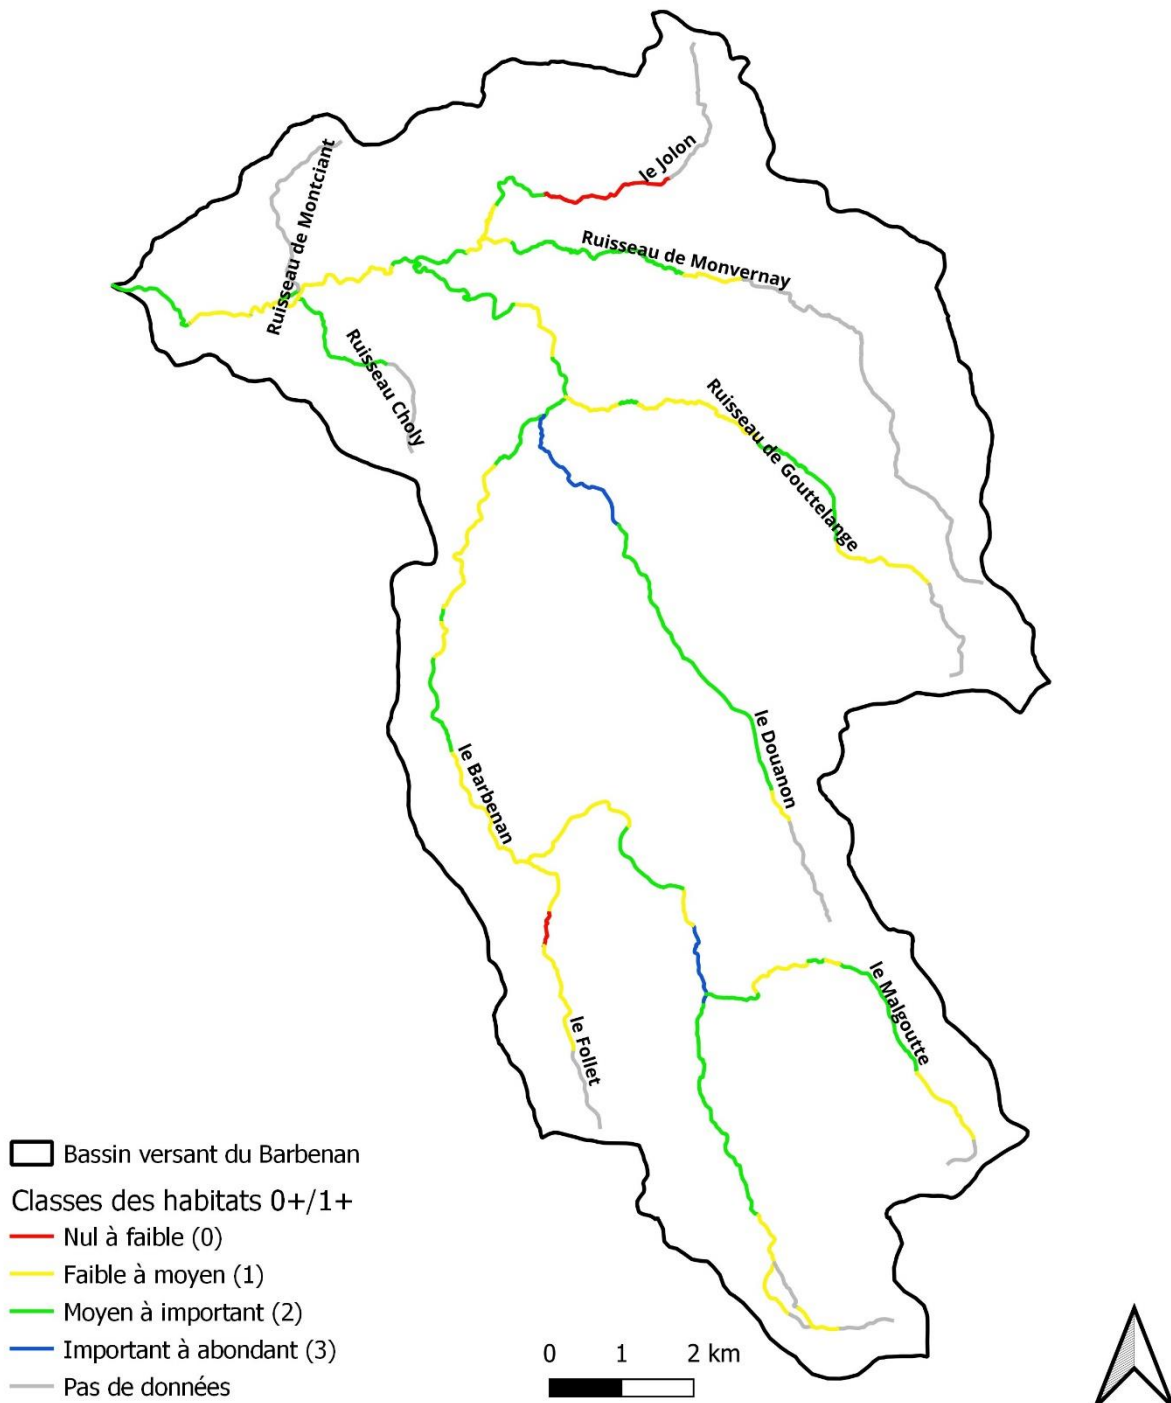 le Jolon
Ruisseau de Montciant
Ruisseau de Monvernay
Ruisseau Choly
Ruisseau de Gouttelange
le Douanon
le Barbenan
le Malgoutte
le Follet
Bassin versant du Barbenan
Classes des habitats 0+/1+
Nul à faible (0)
Faible à moyen (1)
Moyen à important (2)
Important à abondant (3)
Pas de données
0 1 2 km